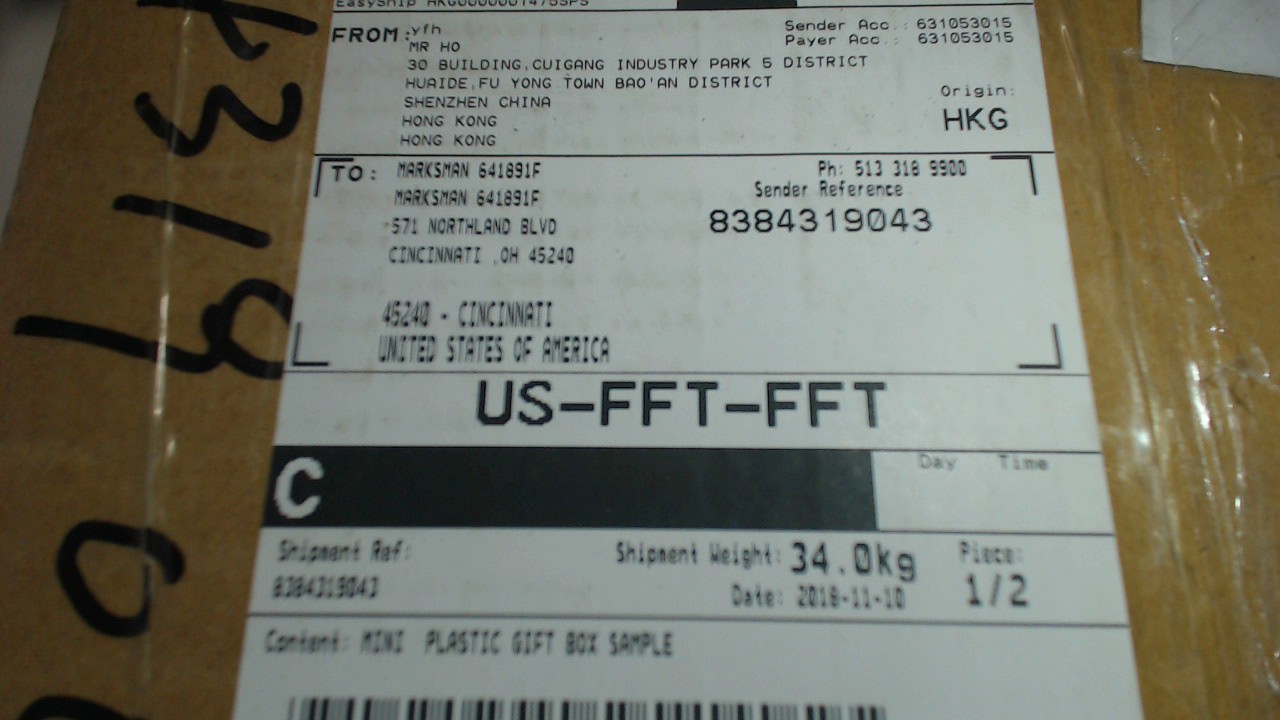 EasyShip HKG0000001475SPS
FROM: yfh
MR HO
30 BUILDING,CUIGANG INDUSTRY PARK 5 DISTRICT
HUAIDE,FU YONG TOWN BAO'AN DISTRICT
SHENZHEN CHINA
HONG KONG
HONG KONG
Sender Acc.: 631053015
Payer Acc.: 631053015
Origin:
HKG
TO: MARKSMAN 641891F
MARKSMAN 641891F
571 NORTHLAND BLVD
CINCINNATI ,OH 45240
45240 - CINCINNATI
UNITED STATES OF AMERICA
Ph: 513 318 9900
Sender Reference
8384319043
US-FFT-FFT
C
Day Time
Shipment Ref:
8384319043
Shipment Weight: 34.0kg
Date: 2018-11-10
Piece:
1/2
Content: MINI PLASTIC GIFT BOX SAMPLE